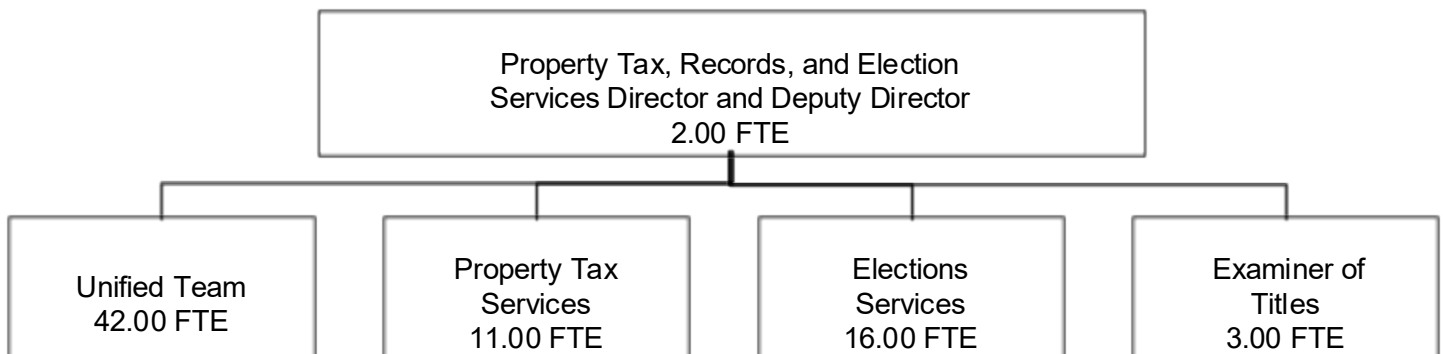 Property Tax, Records, and Election
Services Director and Deputy Director
2.00 FTE
Unified Team
42.00 FTE
Property Tax
Services
11.00 FTE
Elections
Services
16.00 FTE
Examiner of
Titles
3.00 FTE